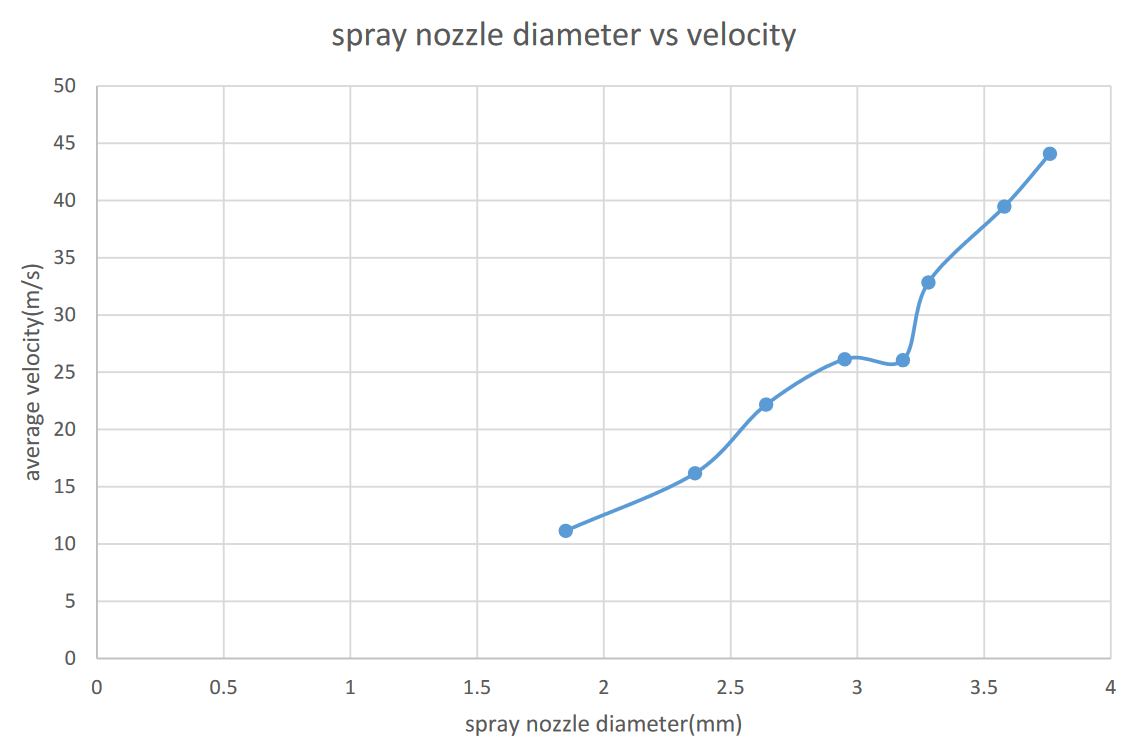 spray nozzle diameter vs velocity
50
45
40
35
30
25
20
15
10
5
0
average velocity(m/s)
0 0.5 1 1.5 2 2.5 3 3.5 4
spray nozzle diameter(mm)